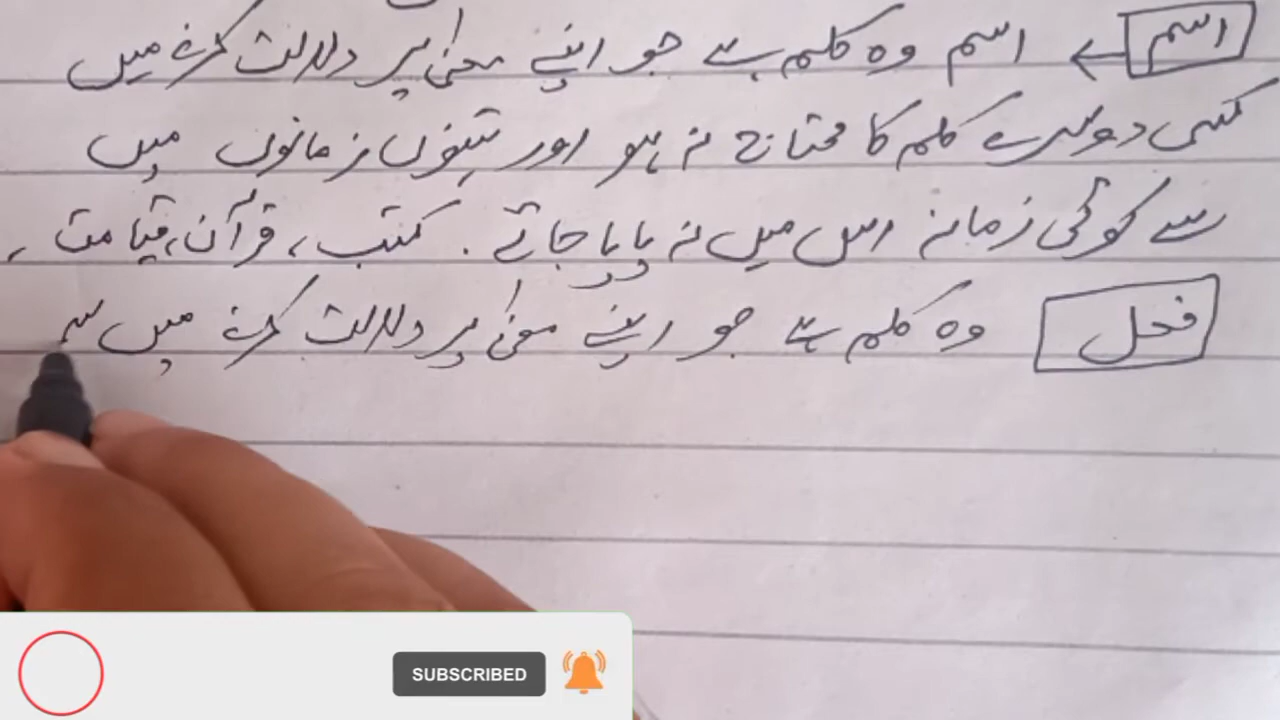 اسم ← اسم وہ کلمہ ہے جو اپنے معنٰی پر دلالت کرنے میں
کسی دوسرے کلمہ کا محتاج نہ ہو اور تینوں زمانوں میں
سے کوئی زمانہ اس میں نہ پایا جائے. کتب، قرآن، قیامت،
فعل وہ کلمہ ہے جو اپنے معنٰی پر دلالت کرنے میں
SUBSCRIBED